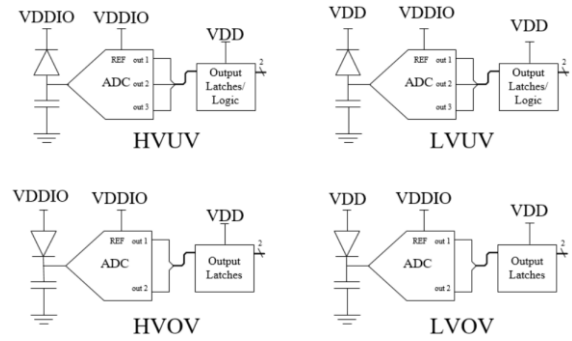 VDDIO VDDIO
VDD
REF out 1
ADC out 2
out 3
Output
Latches/
Logic
2
HVUV
VDD VDDIO
VDD
REF out 1
ADC out 2
out 3
Output
Latches/
Logic
2
LVUV
VDDIO VDDIO
VDD
REF out 1
ADC
out 2
Output
Latches
2
HVOV
VDD VDDIO
VDD
REF out 1
ADC
out 2
Output
Latches
2
LVOV